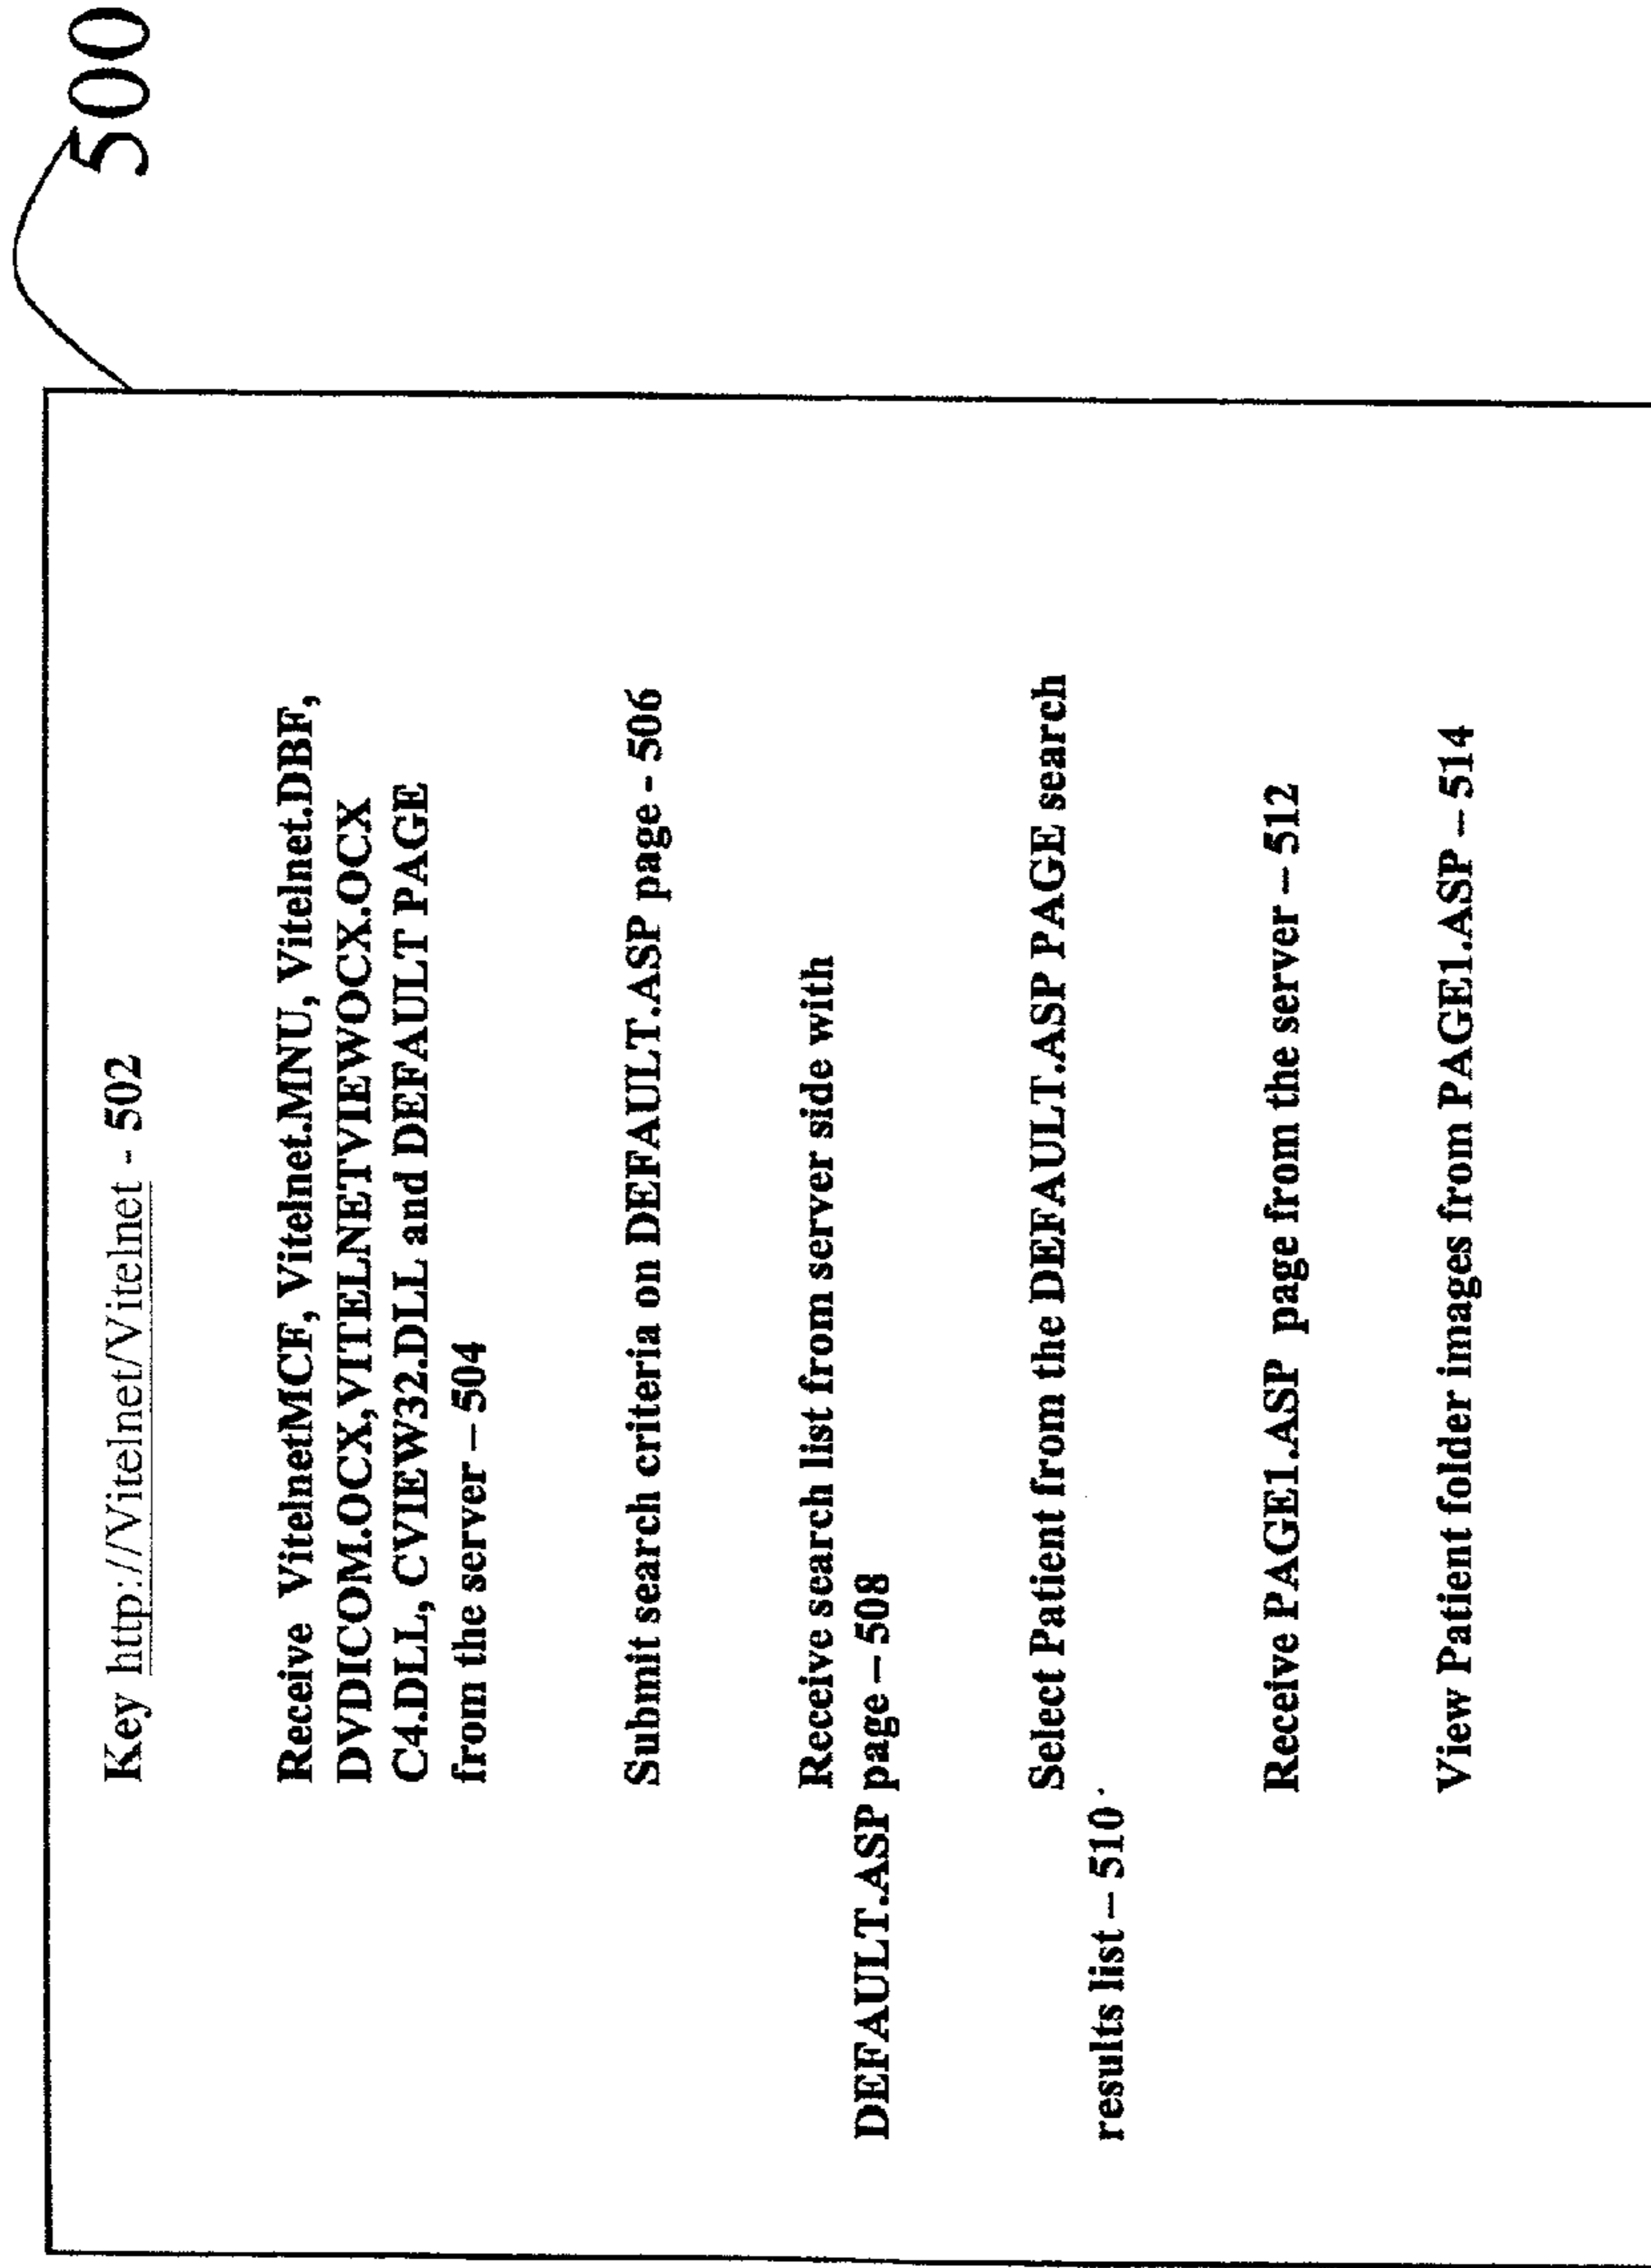 500
Key http://Vitelnet/Vitelnet - 502
Receive VitelnetMCF, Vitelnet.MNU, Vitelnet.DBF,
DVDICOM.OCX,VITELNETVIEWOCX.OCX
C4.DLL, CVIEW32.DLL and DEFAULT PAGE
from the server – 504
Submit search criteria on DEFAULT.ASP page - 506
Receive search list from server side with
DEFAULT.ASP page – 508
Select Patient from the DEFAULT.ASP PAGE search
results list – 510
Receive PAGE1.ASP page from the server – 512
View Patient folder images from PAGE1.ASP – 514